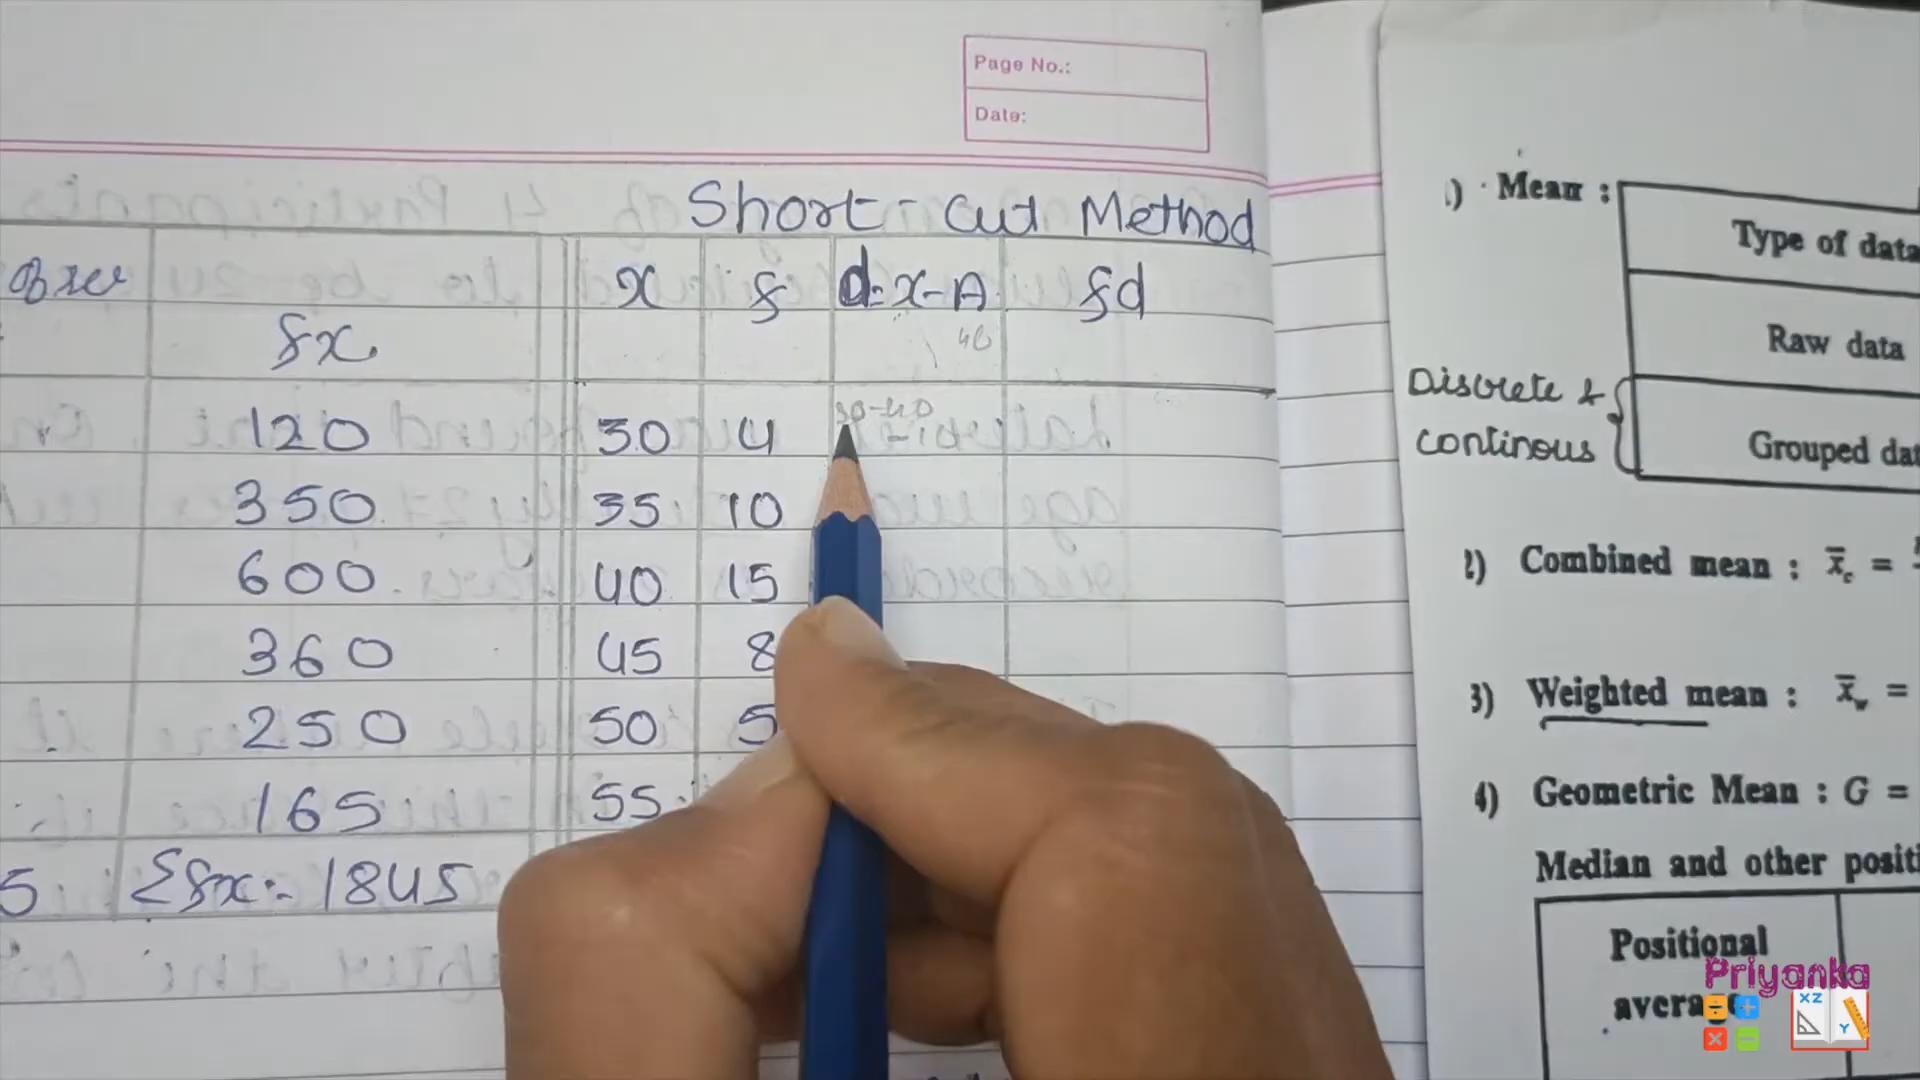 Page No.:
Date:
Short - cut Method
x f d = x - A fd
fx
40
120 30 4 30-40
-10
350 35 10
600 40 15
360 45 8
250 50 5
165 55
5 Σfx = 1845
1) Mean :
Type of data
Raw data
Discrete &
continous
Grouped dat
2) Combined mean : x̄c =
3) Weighted mean : x̄w =
4) Geometric Mean : G =
Median and other positi
Positional
average
Priyanka
XZ
Y